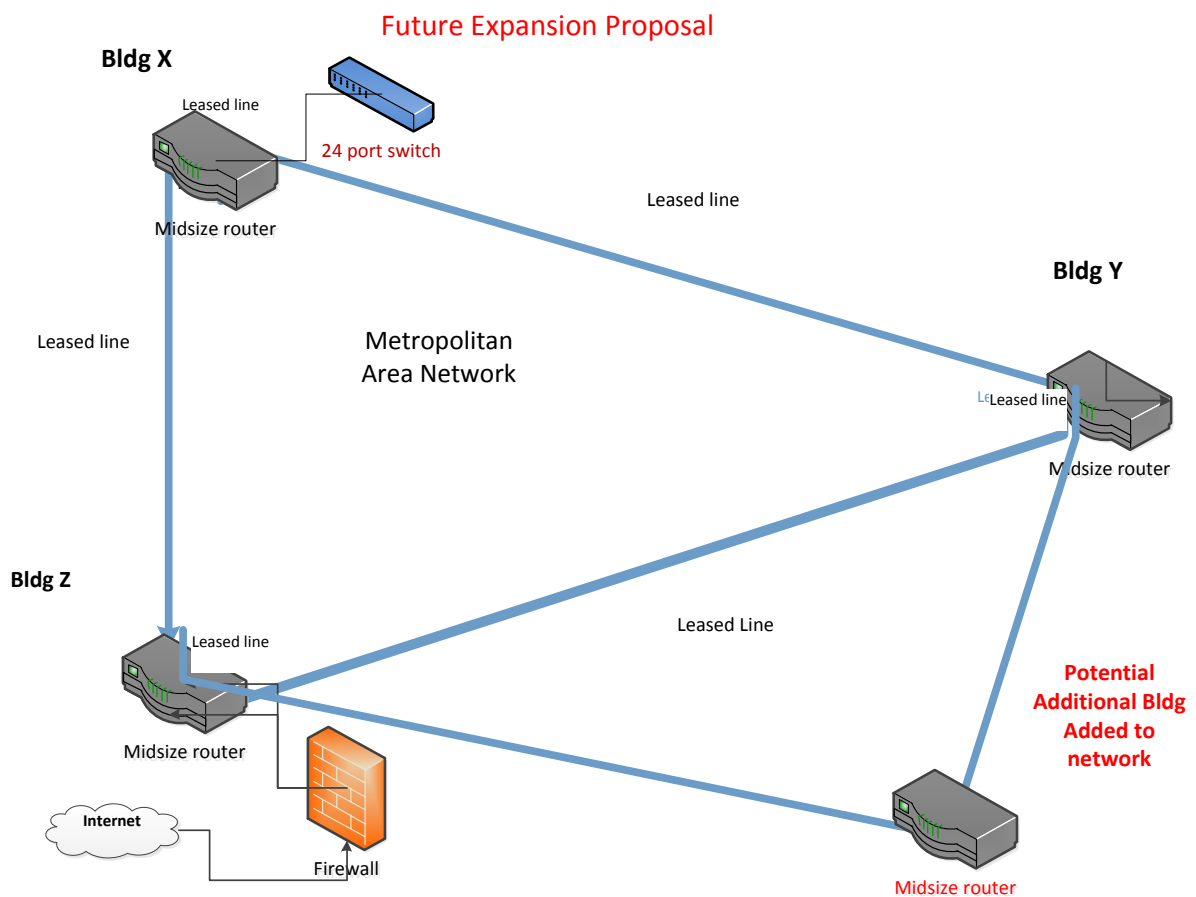 Future Expansion Proposal
Bldg X
Leased line
24 port switch
Midsize router
Leased line
Bldg Y
Leased line
Metropolitan
Area Network
Leased line
Midsize router
Bldg Z
Leased line
Leased Line
Midsize router
Potential
Additional Bldg
Added to
network
Internet
Firewall
Midsize router